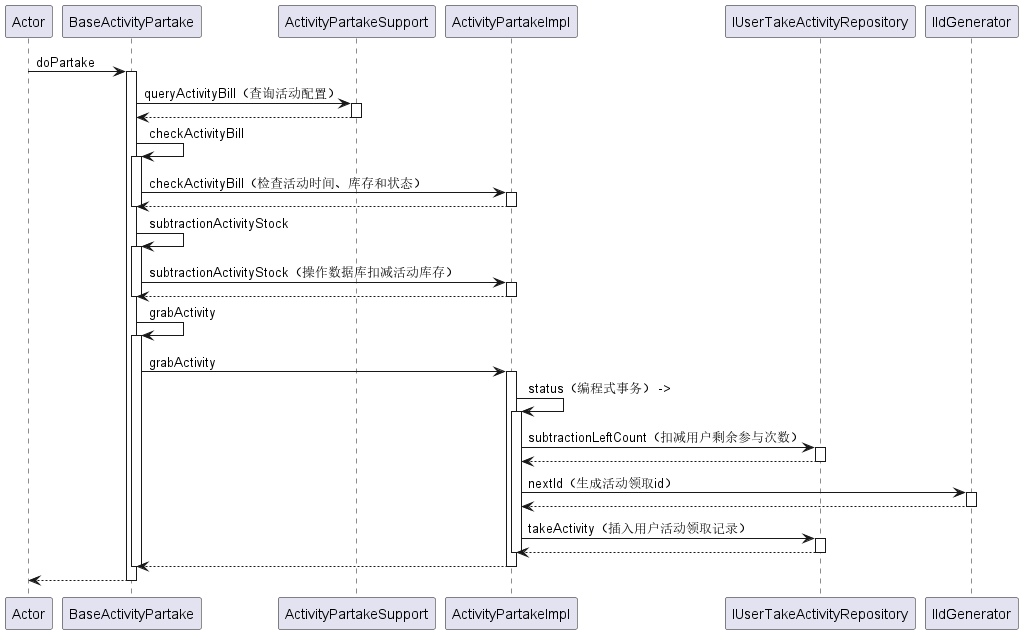 Actor BaseActivityPartake ActivityPartakeSupport ActivityPartakeImpl IUserTakeActivityRepository IIdGenerator
doPartake
queryActivityBill（查询活动配置）
checkActivityBill
checkActivityBill（检查活动时间、库存和状态）
subtractionActivityStock
subtractionActivityStock（操作数据库扣减活动库存）
grabActivity
grabActivity
status（编程式事务） ->
subtractionLeftCount（扣减用户剩余参与次数）
nextId（生成活动领取id）
takeActivity（插入用户活动领取记录）
Actor BaseActivityPartake ActivityPartakeSupport ActivityPartakeImpl IUserTakeActivityRepository IIdGenerator